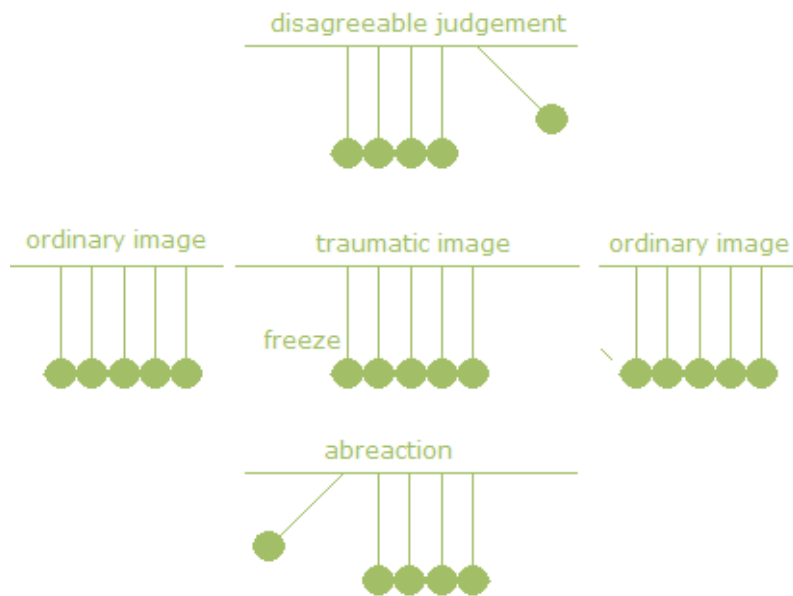 disagreeable judgement
ordinary image
traumatic image
ordinary image
freeze
abreaction